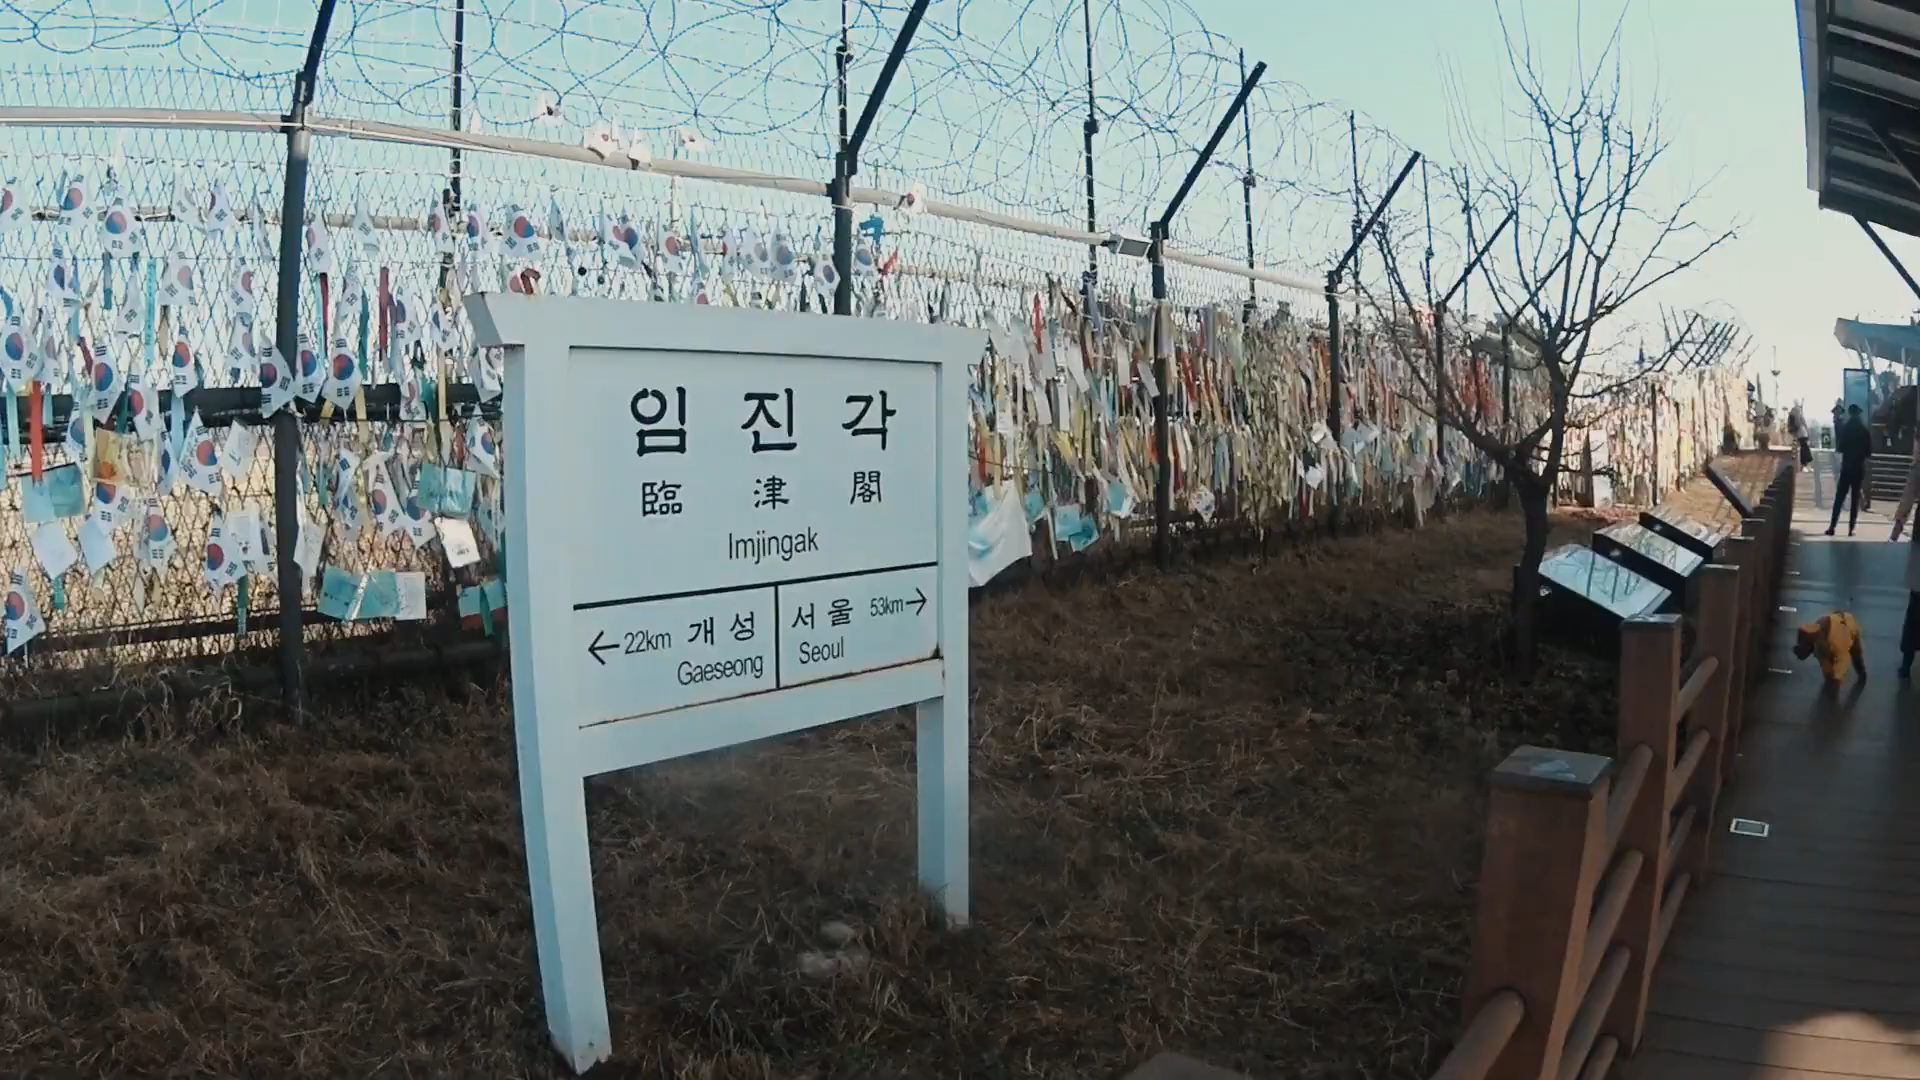 임 진 각
臨 津 閣
Imjingak
←22km 개 성
Gaeseong
서 울 53km→
Seoul